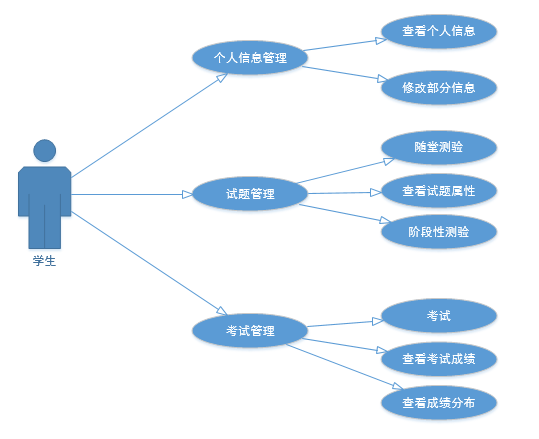 查看个人信息
个人信息管理
修改部分信息
随堂测验
试题管理
查看试题属性
阶段性测验
学生
考试
考试管理
查看考试成绩
查看成绩分布